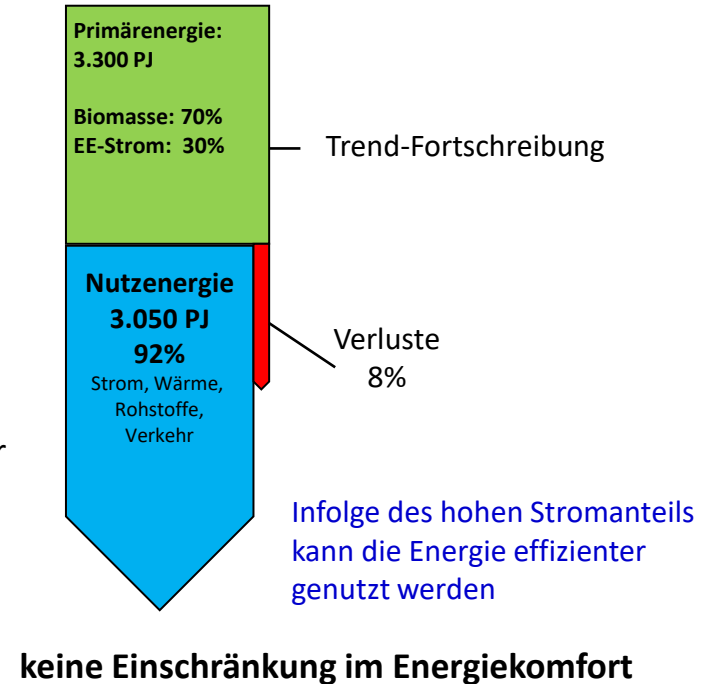 Primärenergie:
3.300 PJ
Biomasse: 70%
EE-Strom: 30%
Trend-Fortschreibung
Nutzenergie
3.050 PJ
92%
Strom, Wärme,
Rohstoffe,
Verkehr
Verluste
8%
r
Infolge des hohen Stromanteils
kann die Energie effizienter
genutzt werden
keine Einschränkung im Energiekomfort